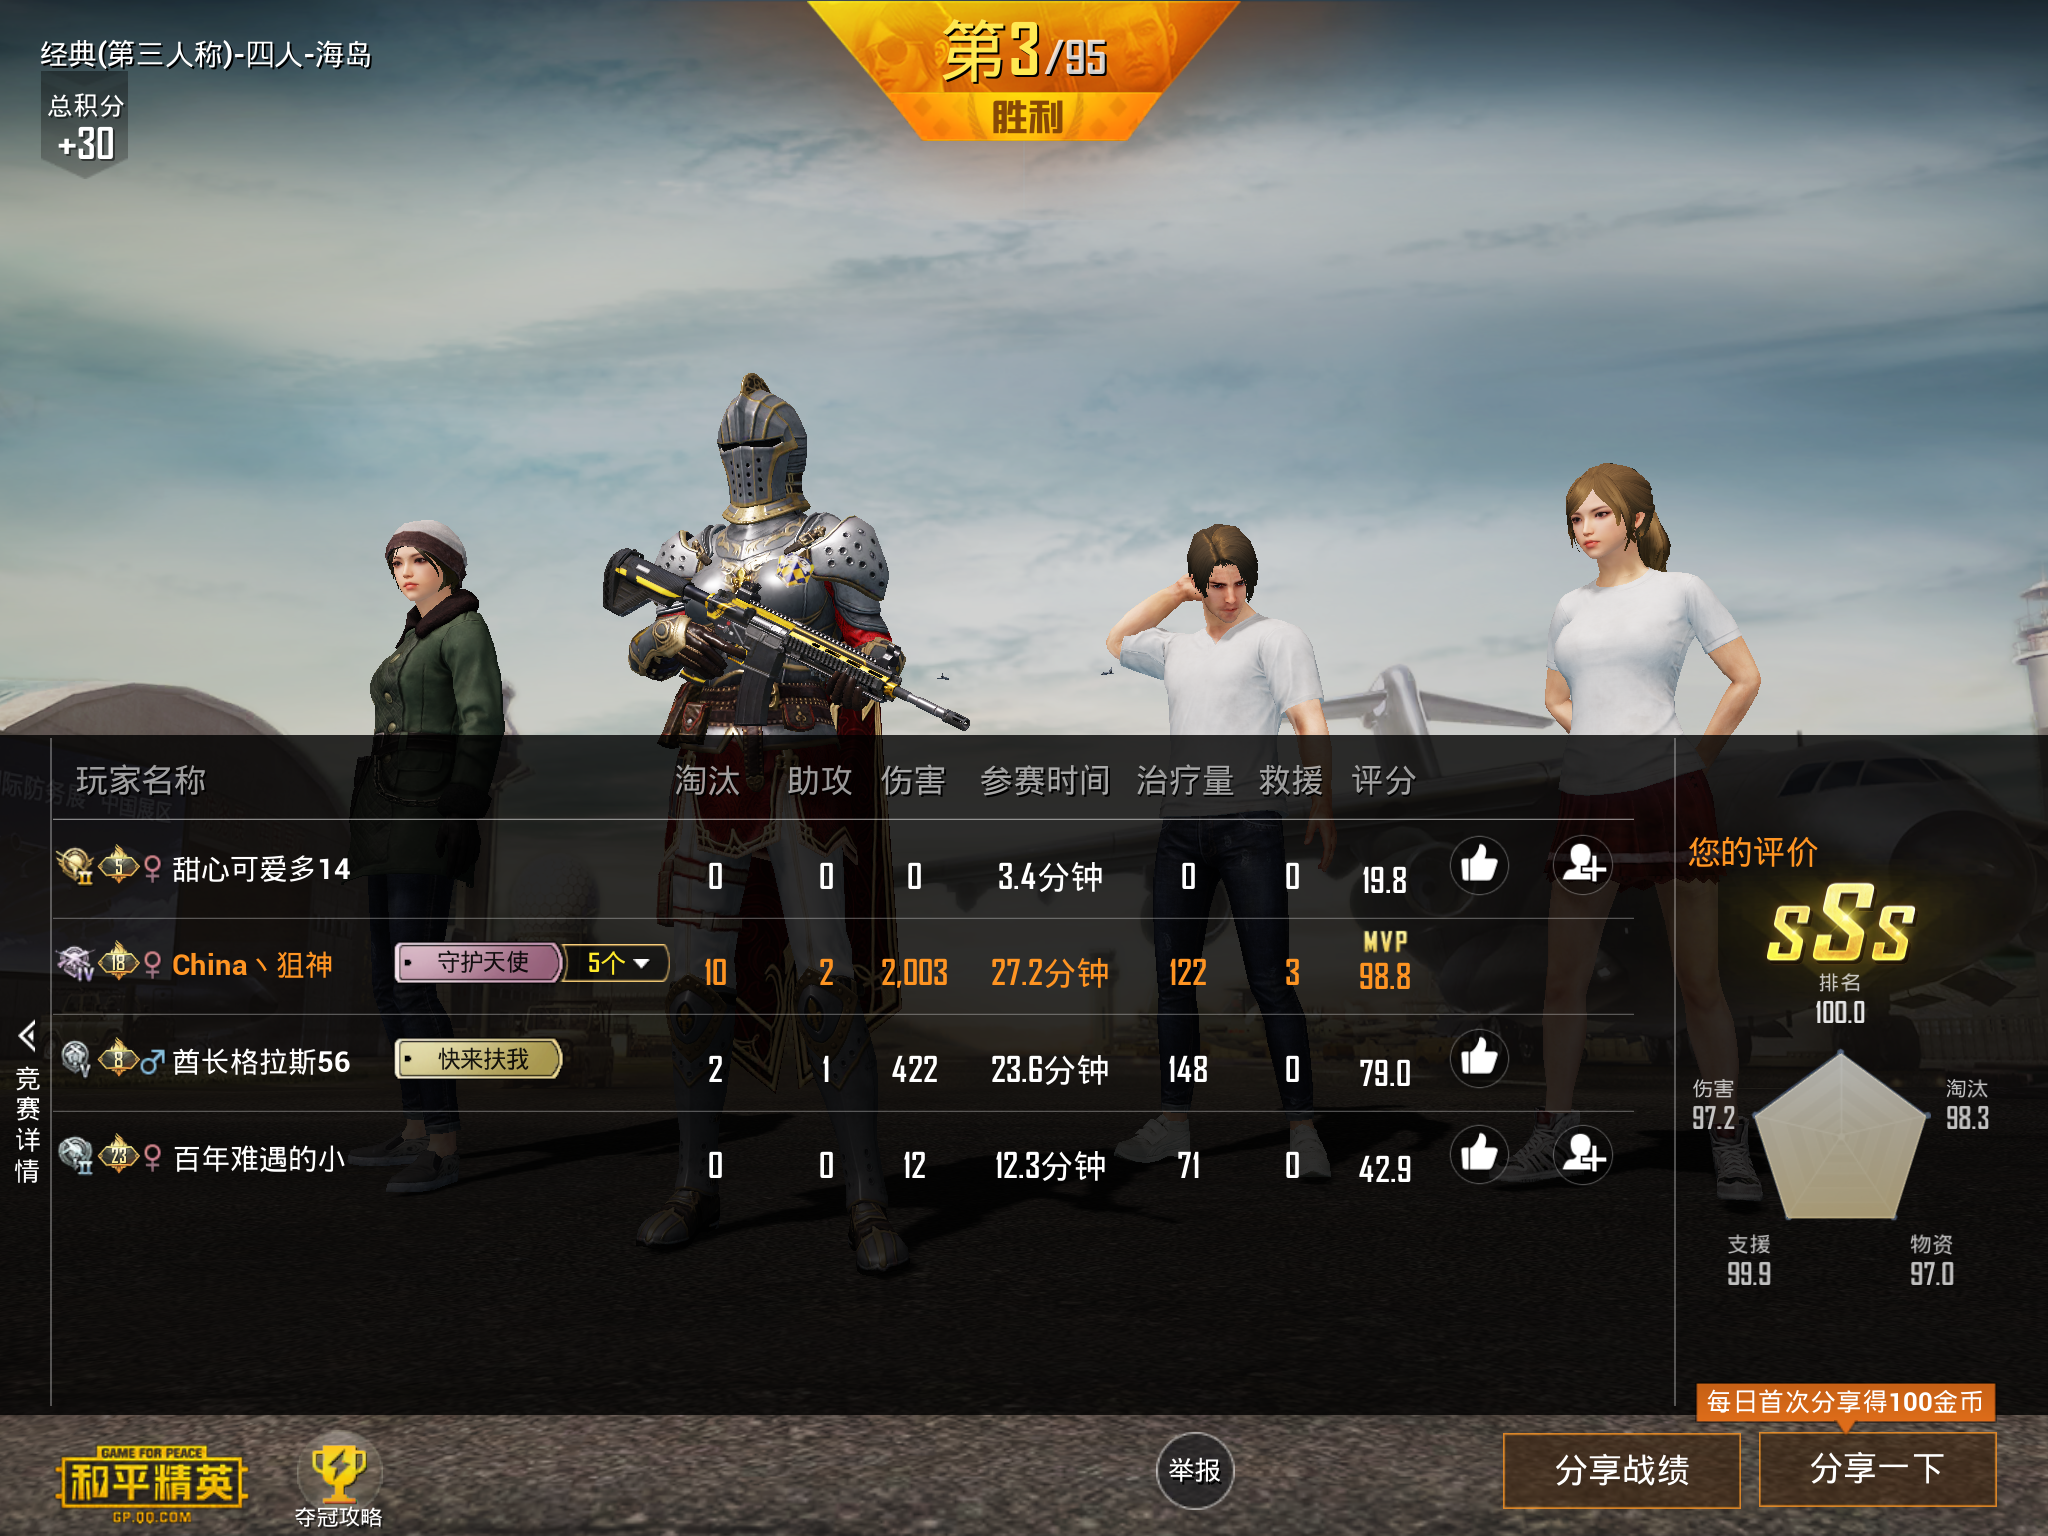 经典(第三人称)-四人-海岛
第3/95
胜利
总积分
+30
玩家名称 淘汰 助攻 伤害 参赛时间 治疗量 救援 评分
II 5 甜心可爱多14 0 0 0 3.4分钟 0 0 19.8
IV 18 China丶狙神 守护天使 5个 10 2 2,003 27.2分钟 122 3 MVP 98.8
V 8 酋长格拉斯56 快来扶我 2 1 422 23.6分钟 148 0 79.0
II 23 百年难遇的小 0 0 12 12.3分钟 71 0 42.9
竞赛详情
您的评价
SSS
排名
100.0
伤害
97.2
淘汰
98.3
支援
99.9
物资
97.0
每日首次分享得100金币
GAME FOR PEACE
和平精英
GP.QQ.COM
夺冠攻略
举报
分享战绩
分享一下